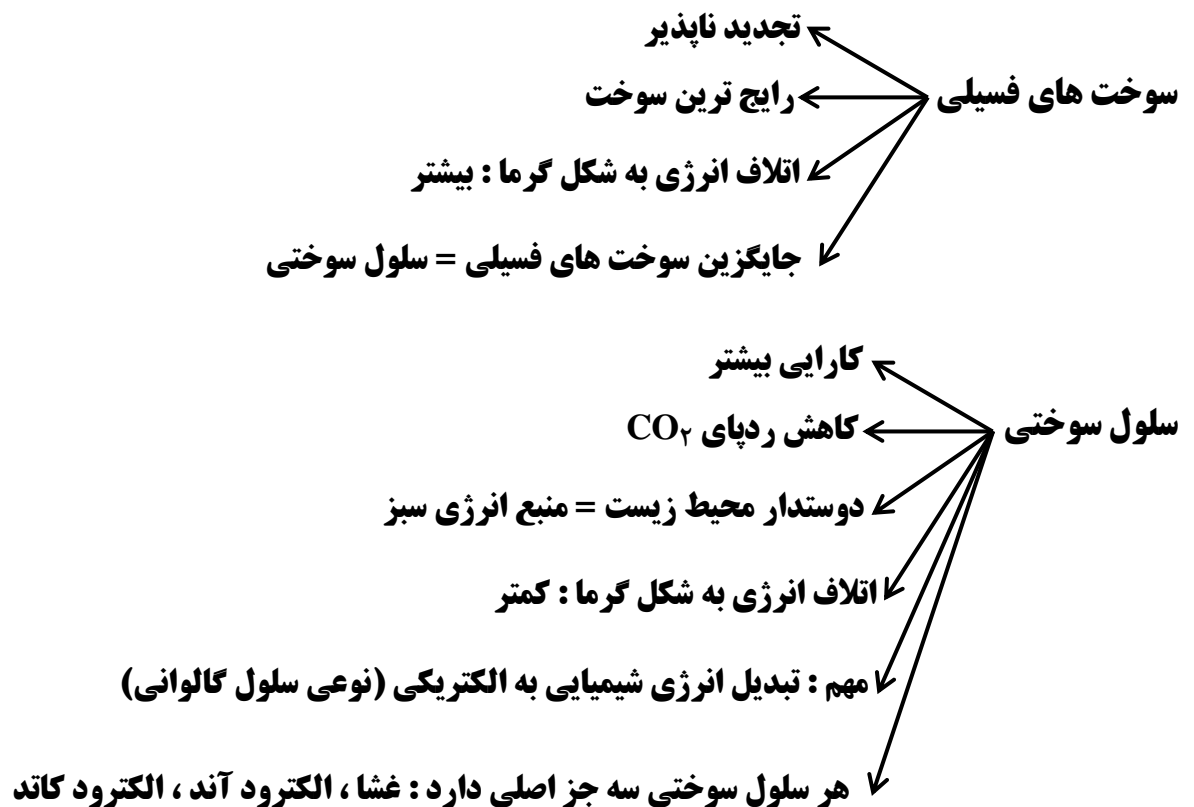 تجدید ناپذیر
سوخت های فسیلی
رایج ترین سوخت
اتلاف انرژی به شکل گرما : بیشتر
جایگزین سوخت های فسیلی = سلول سوختی
کارایی بیشتر
سلول سوختی
کاهش ردپای CO₂
دوستدار محیط زیست = منبع انرژی سبز
اتلاف انرژی به شکل گرما : کمتر
مهم : تبدیل انرژی شیمیایی به الکتریکی (نوعی سلول گالوانی)
هر سلول سوختی سه جز اصلی دارد : غشا ، الکترود آند ، الکترود کاتد